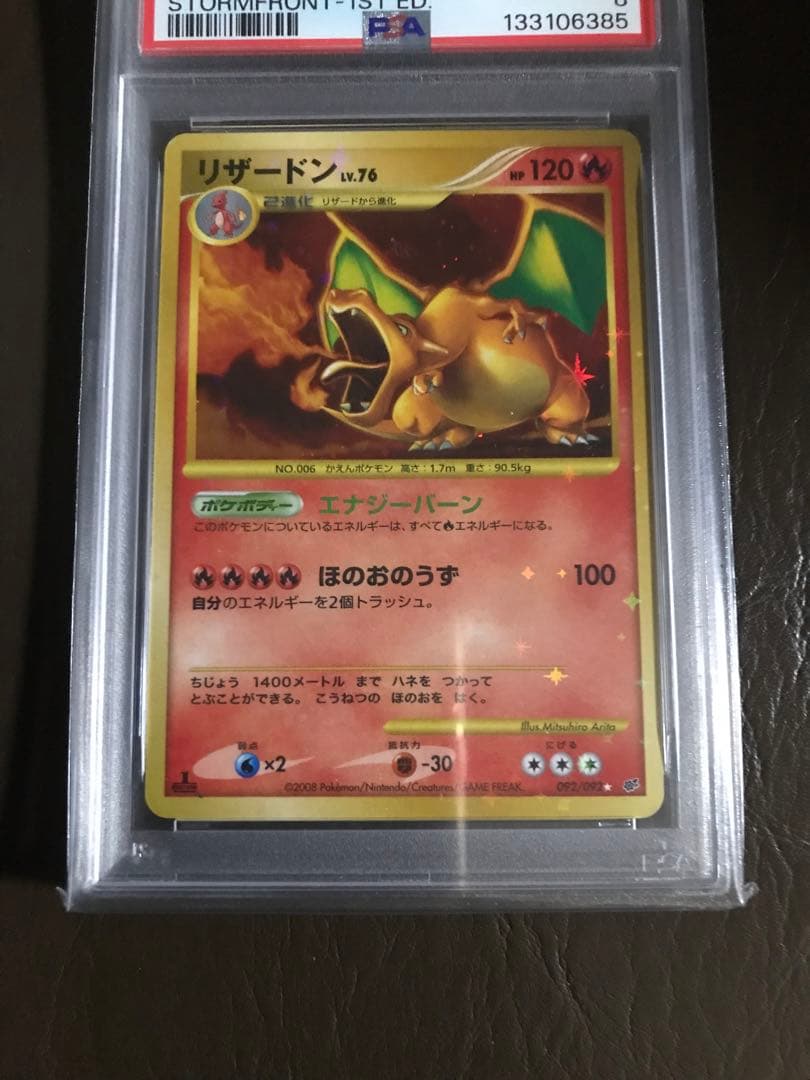 STORMFRONT-1ST ED. 8
PSA 133106385
リザードン LV.76 HP 120
2進化 リザードから進化
NO.006 かえんポケモン 高さ:1.7m 重さ:90.5kg
ポケボディー エナジーバーン
このポケモンについているエネルギーは、すべてエネルギーになる。
ほのおのうず 100
自分のエネルギーを2個トラッシュ。
ちじょう 1400メートル まで ハネを つかって
とぶことができる。 こうねつの ほのおを はく。
Illus.Mitsuhiro Arita
弱点 ×2 抵抗力 -30 にげる
1
©2008 Pokémon/Nintendo/Creatures/GAME FREAK. 092/092★